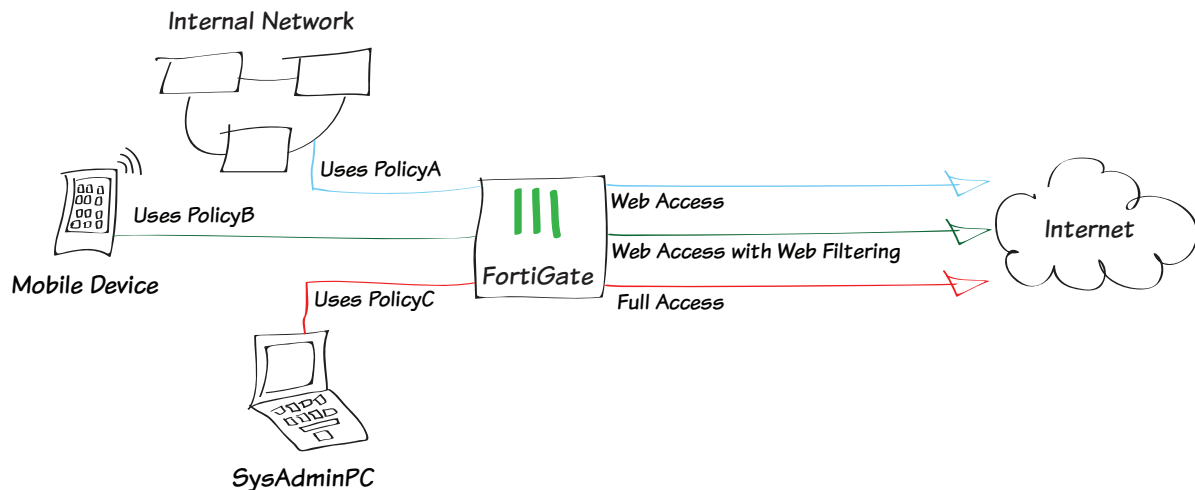 Internal Network
Uses PolicyA
Web Access
Uses PolicyB
Web Access with Web Filtering
Internet
FortiGate
Mobile Device
Uses PolicyC
Full Access
SysAdminPC